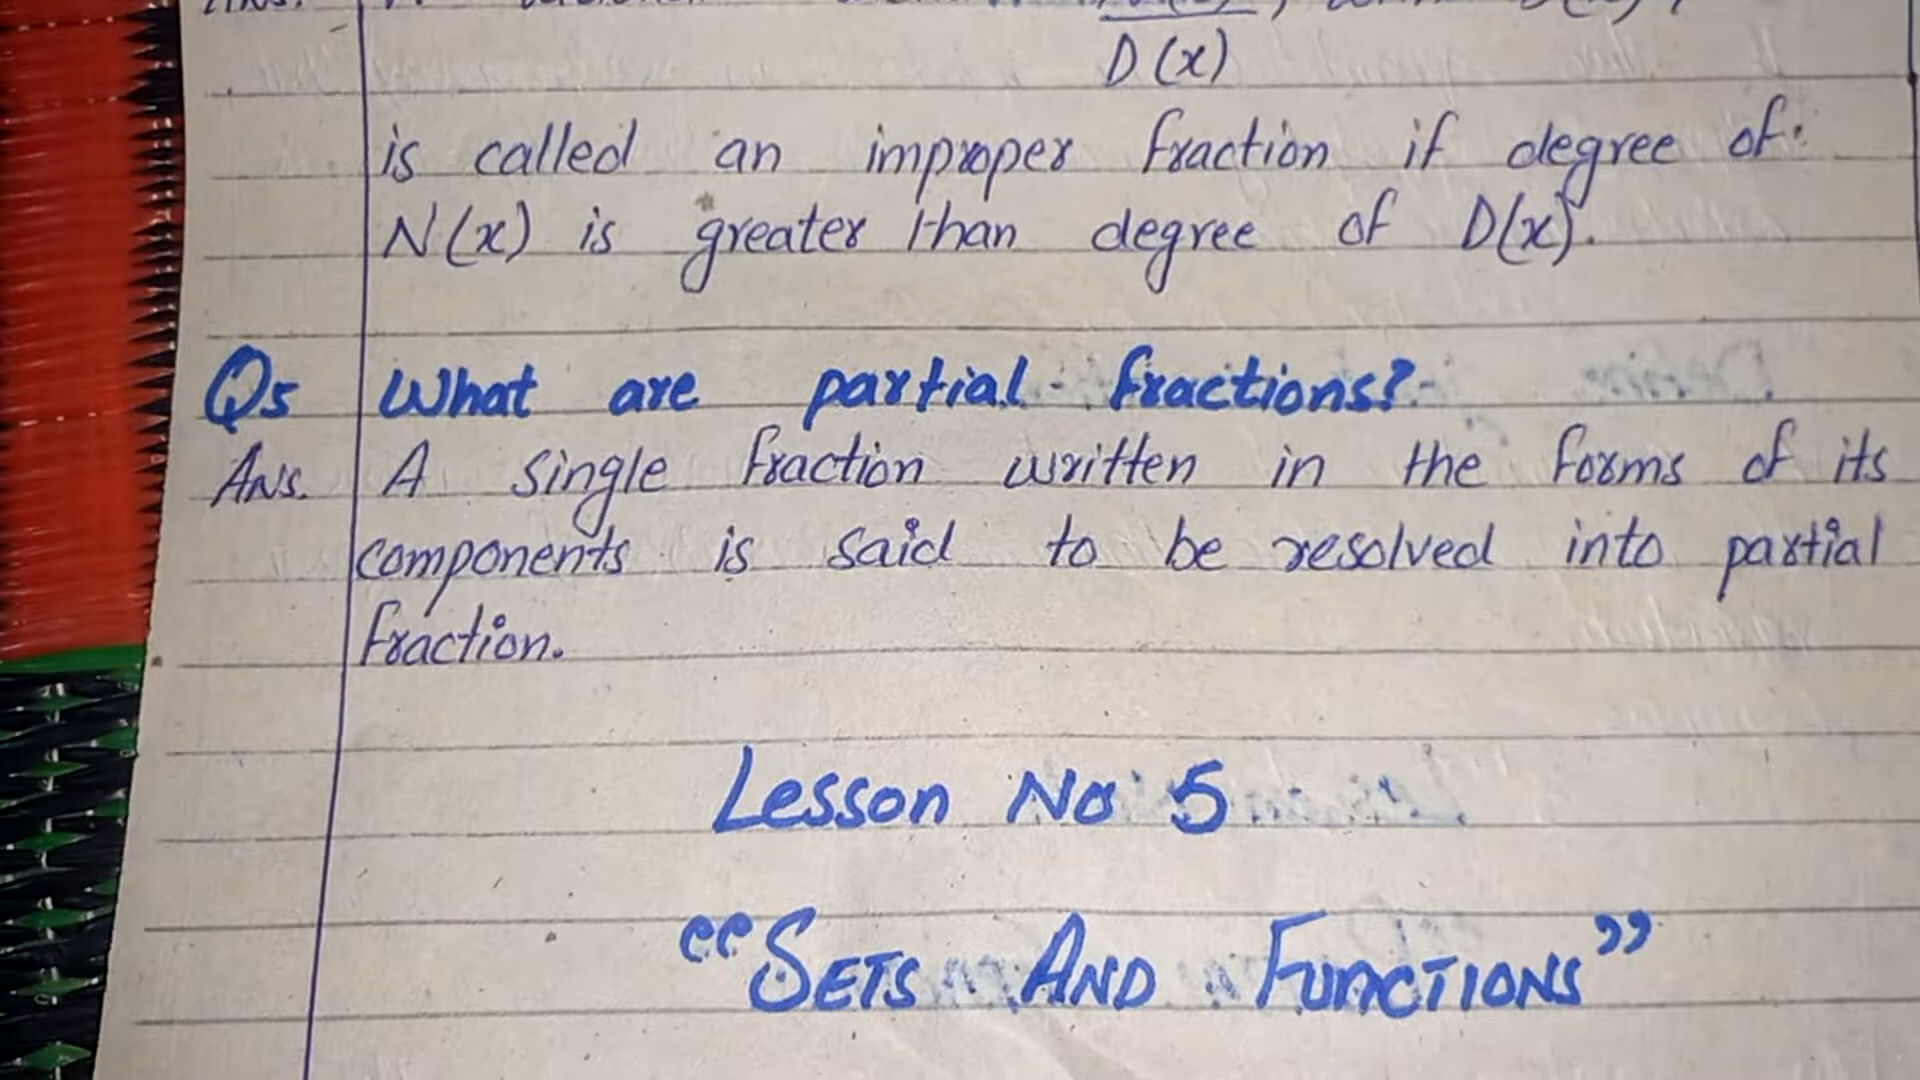 D(x)
is called an improper fraction if degree of
N(x) is greater than degree of D(x).
Q5 What are partial fractions?
Ans. A single fraction written in the forms of its
components is said to be resolved into partial
fraction.
Lesson No 5
"Sets And Functions"